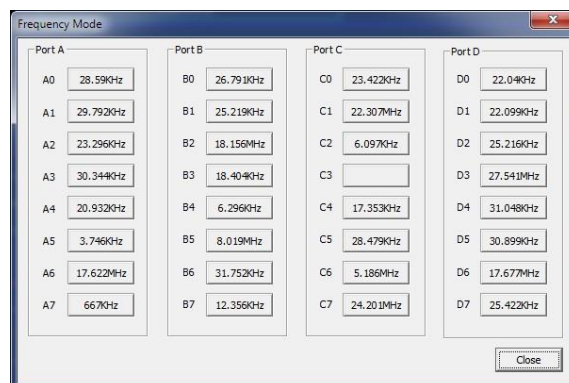 Frequency Mode
Port A Port B Port C Port D
A0 28.59KHz B0 26.791KHz C0 23.422KHz D0 22.04KHz
A1 29.792KHz B1 25.219KHz C1 22.307MHz D1 22.099KHz
A2 23.296KHz B2 18.156MHz C2 6.097KHz D2 25.216KHz
A3 30.344KHz B3 18.404KHz C3 D3 27.541MHz
A4 20.932KHz B4 6.296KHz C4 17.353KHz D4 31.048KHz
A5 3.746KHz B5 8.019MHz C5 28.479KHz D5 30.899KHz
A6 17.622MHz B6 31.752KHz C6 5.186MHz D6 17.677MHz
A7 667KHz B7 12.356KHz C7 24.201MHz D7 25.422KHz
Close